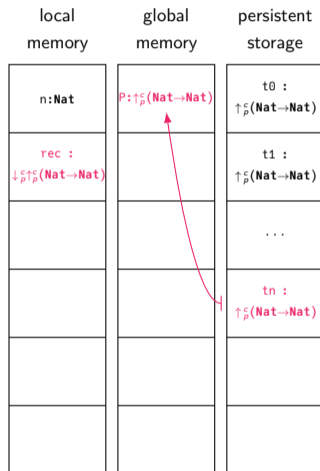 local
memory
global
memory
persistent
storage
n:Nat
rec :
↓ᶜₚ↑ᶜₚ(Nat→Nat)
P:↑ᶜₚ(Nat→Nat)
t0 :
↑ᶜₚ(Nat→Nat)
t1 :
↑ᶜₚ(Nat→Nat)
...
tn :
↑ᶜₚ(Nat→Nat)